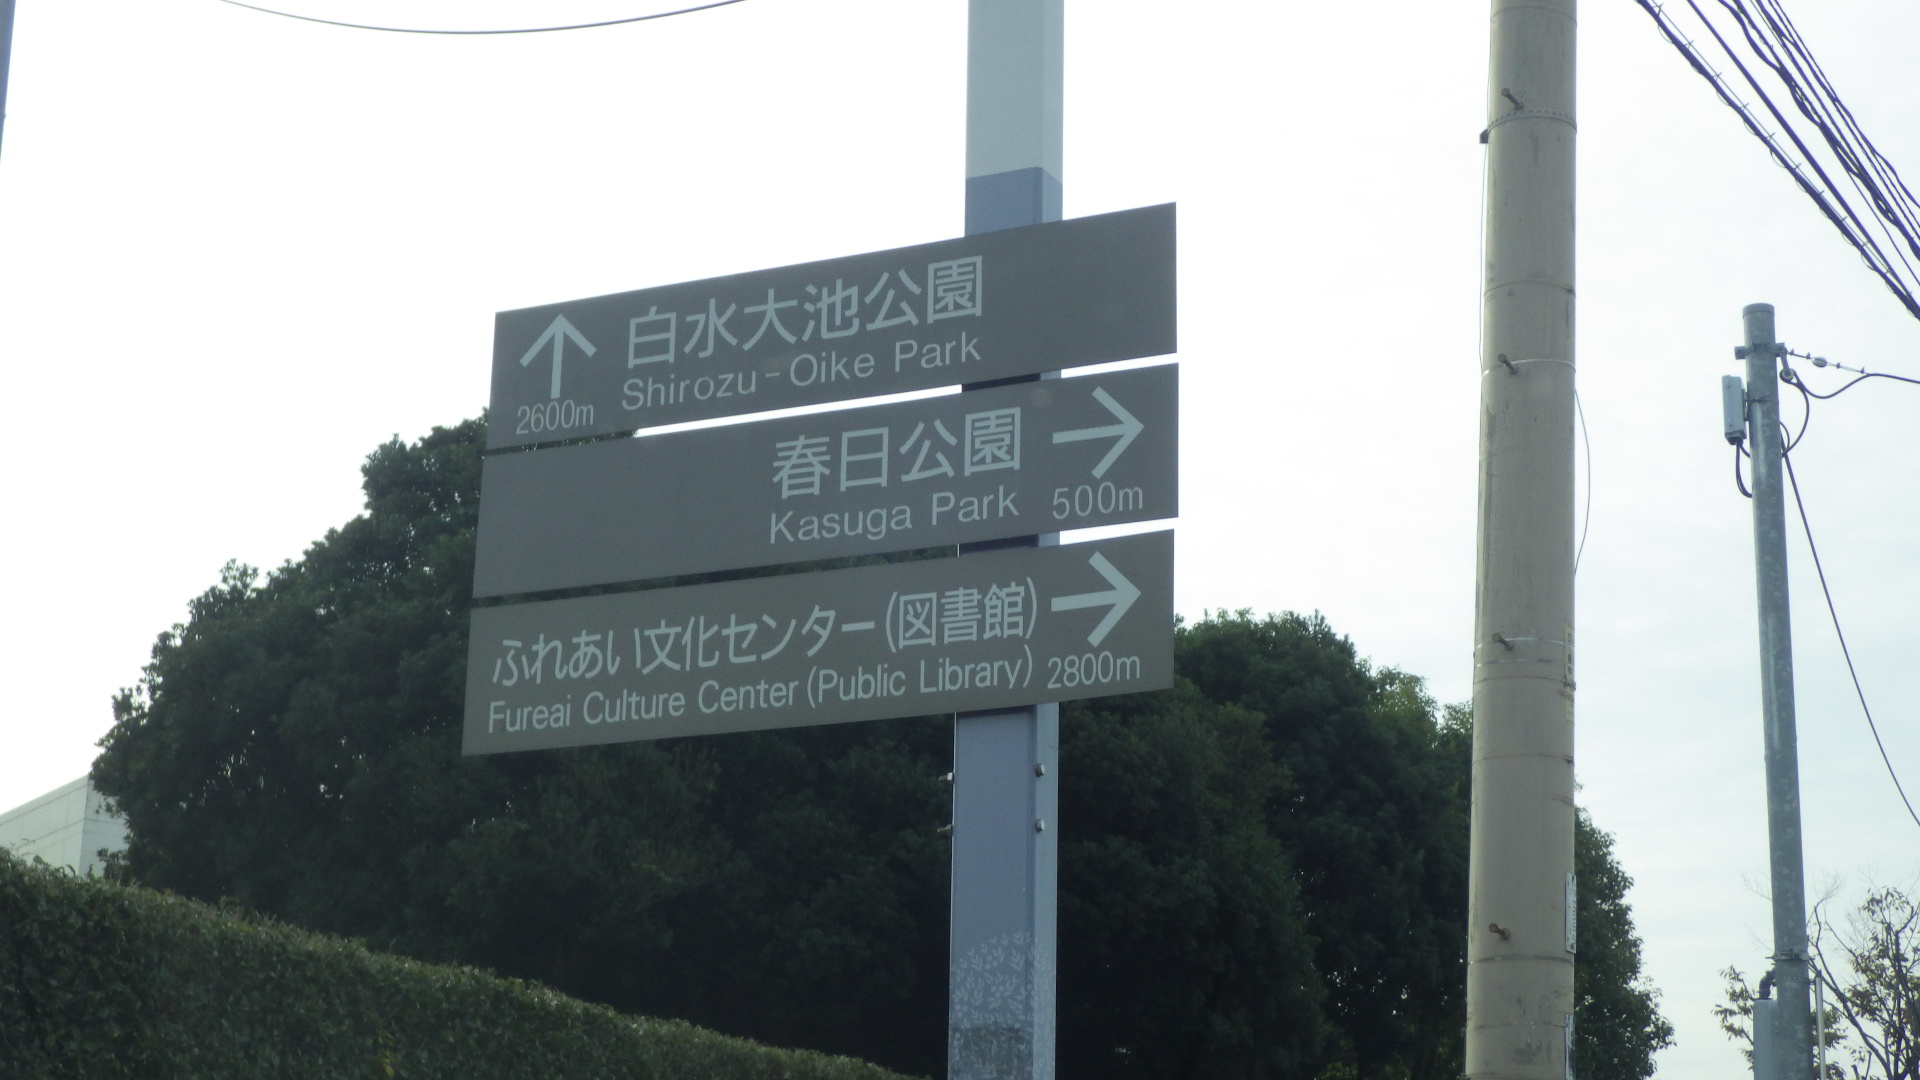 白水大池公園
Shirozu-Oike Park
2600m
春日公園
Kasuga Park
500m
ふれあい文化センター(図書館)
Fureai Culture Center (Public Library)
2800m